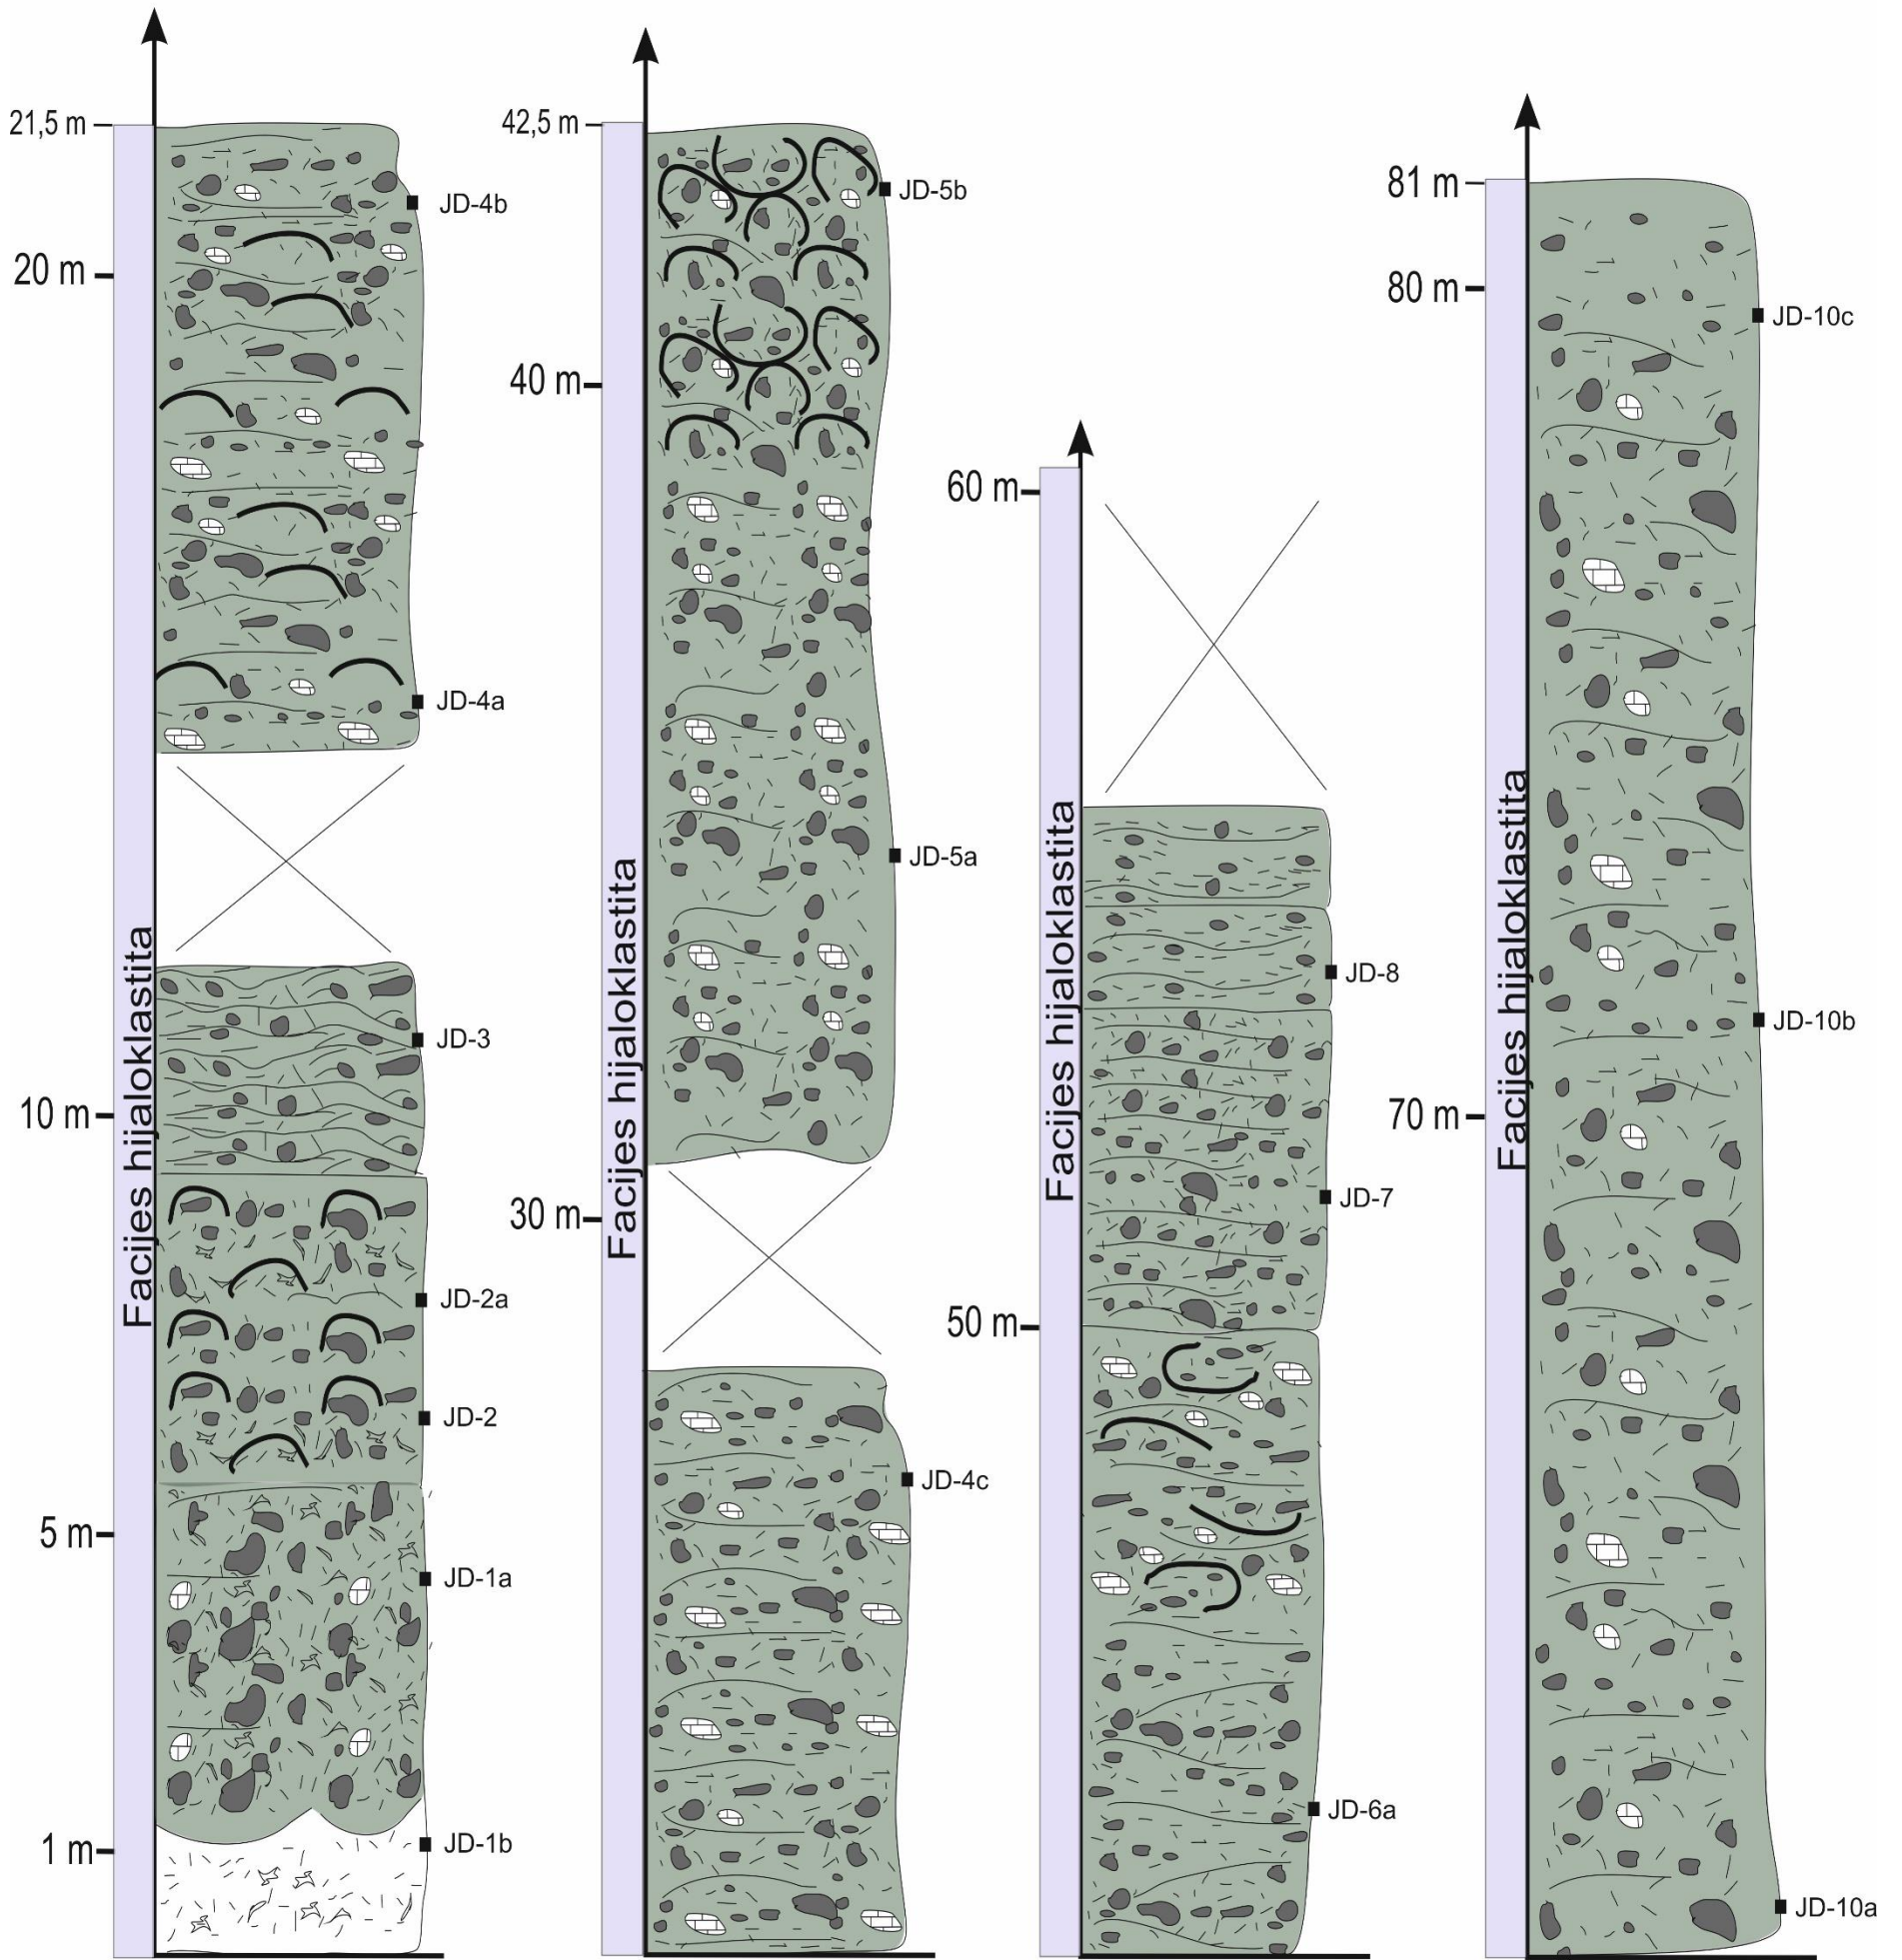 21,5 m
JD-4b
20 m
JD-4a
JD-3
10 m
Facijes hijaloklastita
JD-2a
JD-2
5 m
JD-1a
1 m
JD-1b
42,5 m
JD-5b
40 m
JD-5a
Facijes hijaloklastita
30 m
JD-4c
60 m
Facijes hijaloklastita
JD-8
JD-7
50 m
JD-6a
81 m
80 m
JD-10c
Facijes hijaloklastita
JD-10b
70 m
JD-10a